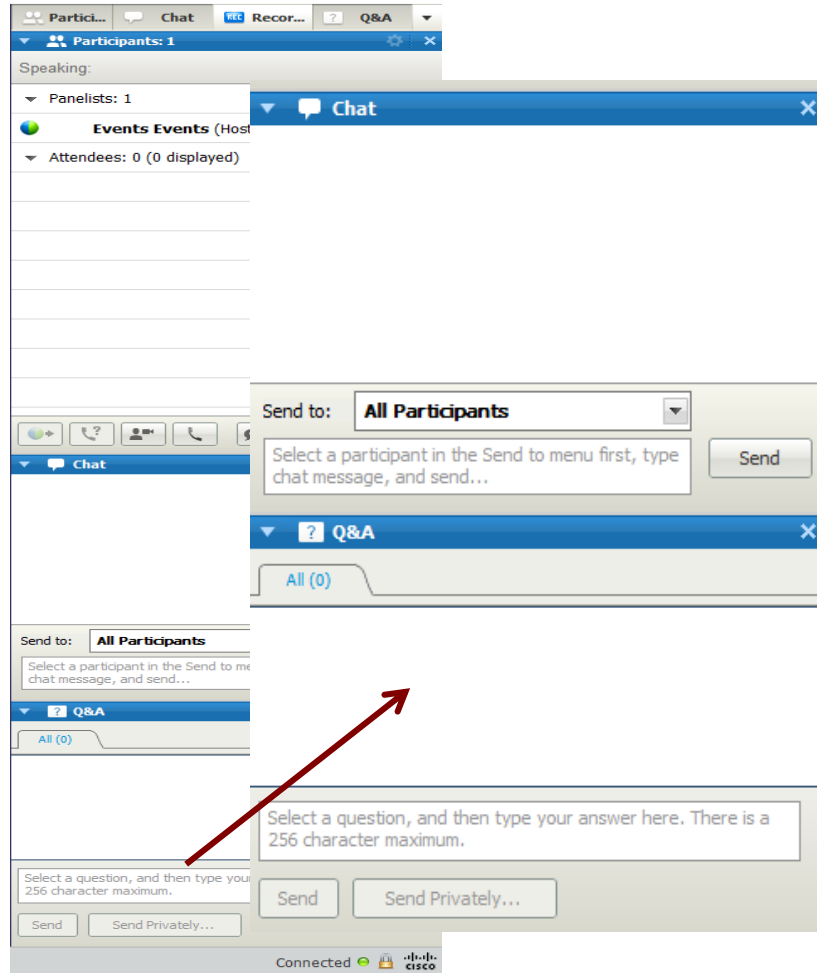 Partici... Chat REC Recor... ? Q&A
Participants: 1
Speaking:
Panelists: 1
Events Events (Host
Attendees: 0 (0 displayed)
Chat
Send to: All Participants
Select a participant in the Send to me
chat message, and send...
? Q&A
All (0)
Select a question, and then type your
256 character maximum.
Send Send Privately...
Connected
cisco
Chat
Send to: All Participants
Select a participant in the Send to menu first, type
chat message, and send...
Send
? Q&A
All (0)
Select a question, and then type your answer here. There is a
256 character maximum.
Send Send Privately...